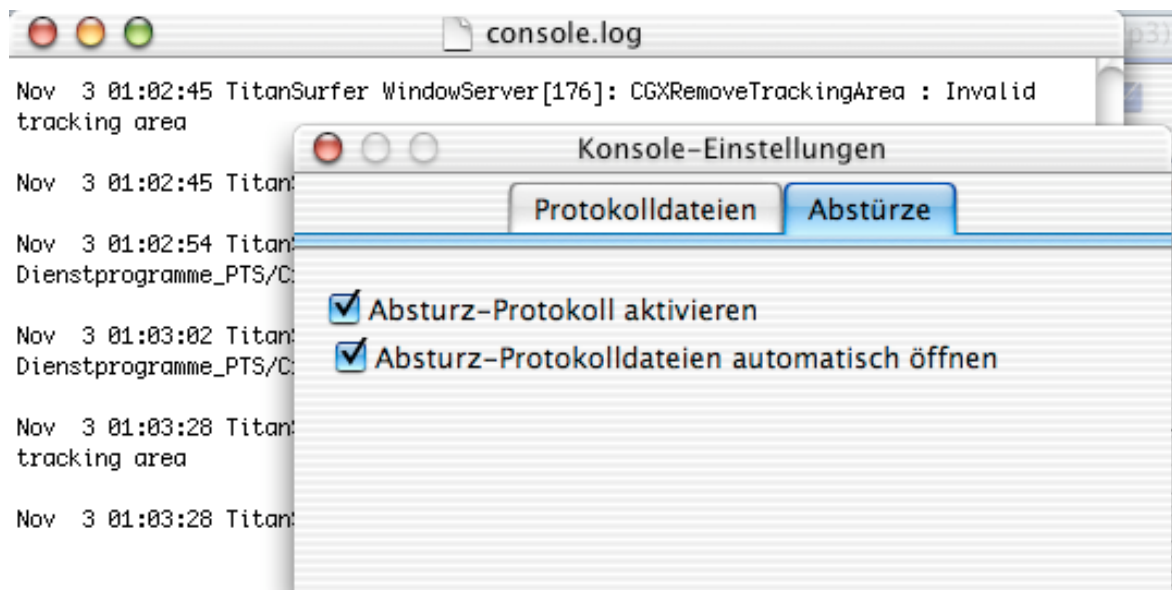 console.log
p3)
Nov 3 01:02:45 TitanSurfer WindowServer[176]: CGXRemoveTrackingArea : Invalid
tracking area
Nov 3 01:02:45 Titan
Nov 3 01:02:54 Titan
Dienstprogramme_PTS/C
Nov 3 01:03:02 Titan
Dienstprogramme_PTS/C
Nov 3 01:03:28 Titan
tracking area
Nov 3 01:03:28 Titan
Konsole-Einstellungen
Protokolldateien Abstürze
Absturz-Protokoll aktivieren
Absturz-Protokolldateien automatisch öffnen